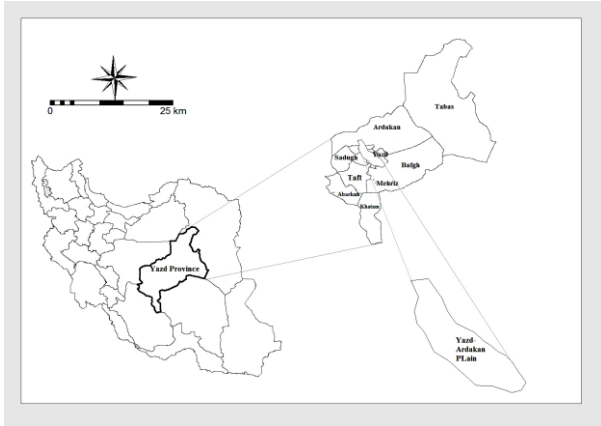 0 25 km
Tabas
Ardakan
Sadugh
Yazd
Bafgh
Taft
Mehriz
Abarkuh
Khatam
Yazd Province
Yazd-
Ardakan
PLain